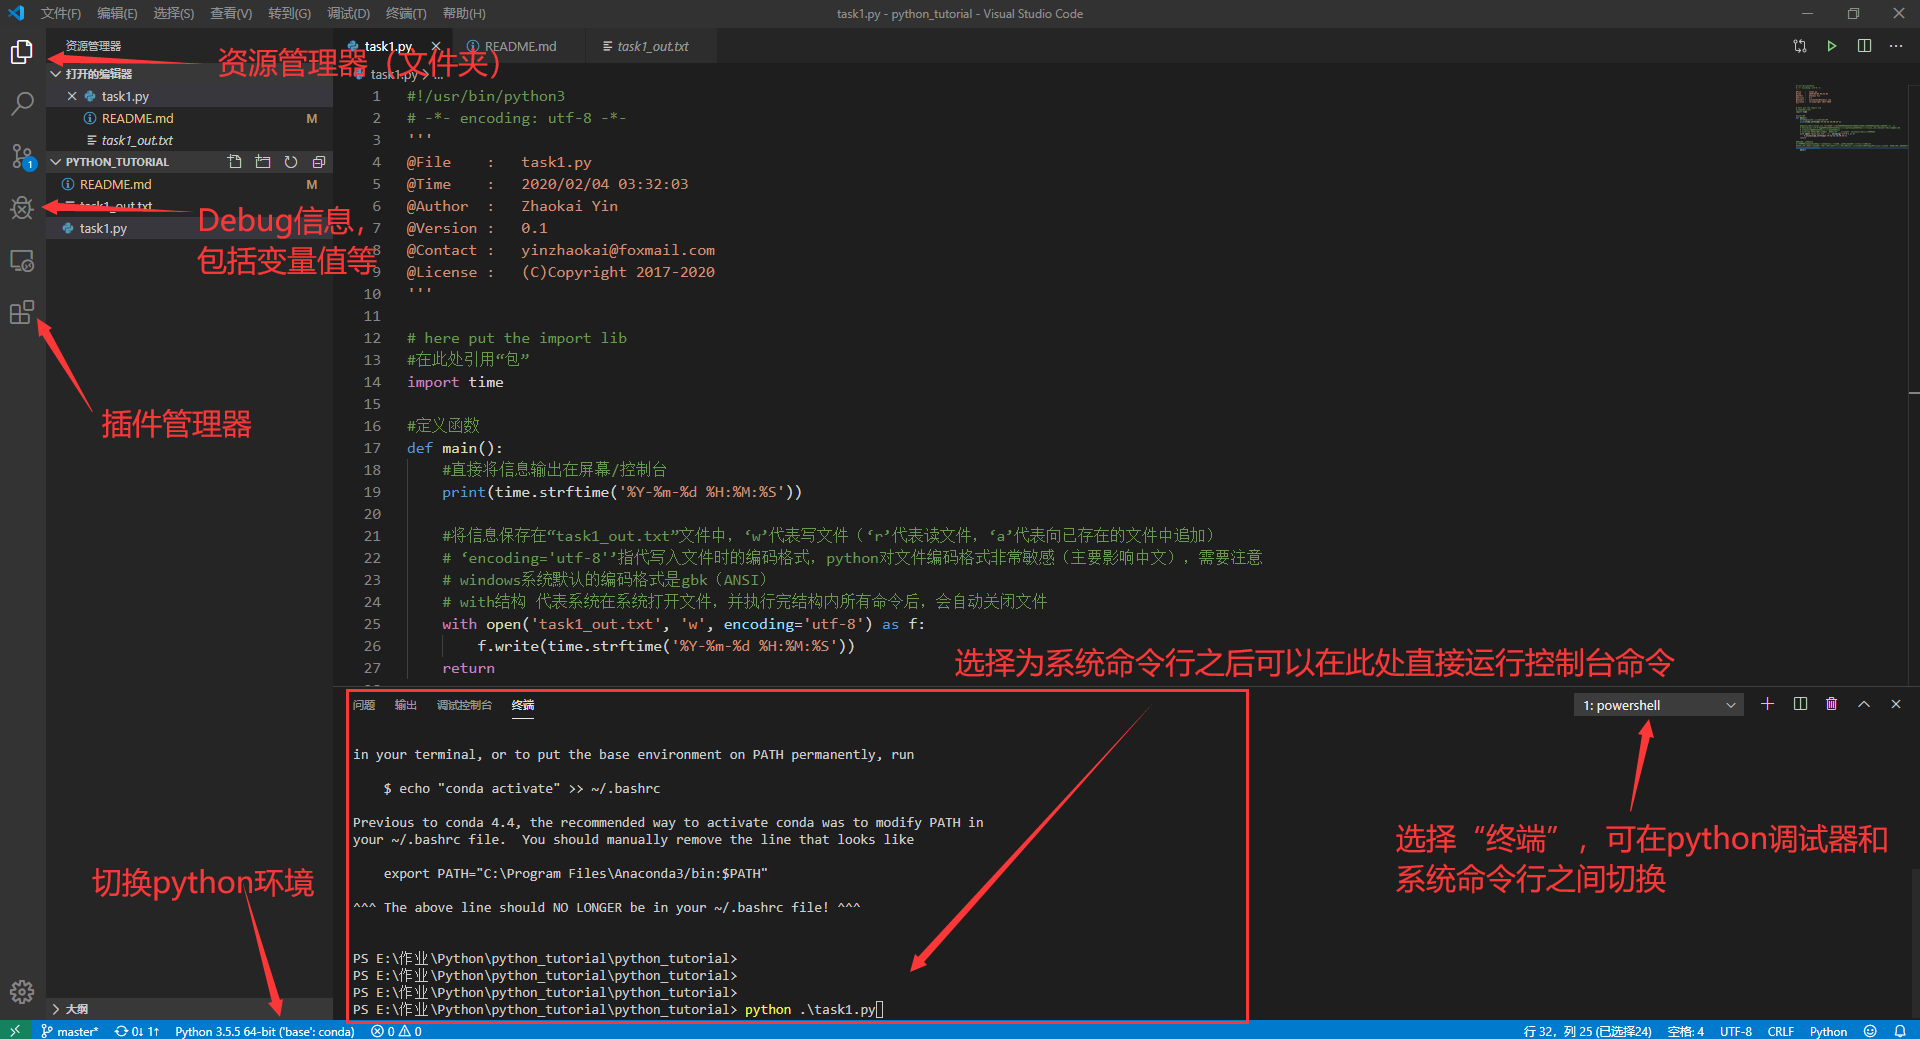 文件(F) 编辑(E) 选择(S) 查看(V) 转到(G) 调试(D) 终端(T) 帮助(H)
task1.py - python_tutorial - Visual Studio Code
资源管理器
资源管理器（文件夹）
打开的编辑器
task1.py
README.md M
task1_out.txt
PYTHON_TUTORIAL
README.md M
task1_out.txt
task1.py
1
Debug信息，
包括变量值等
插件管理器
切换python环境
大纲
task1.py README.md task1_out.txt
task1.py > ...
1 #!/usr/bin/python3
2 # -*- encoding: utf-8 -*-
3 '''
4 @File : task1.py
5 @Time : 2020/02/04 03:32:03
6 @Author : Zhaokai Yin
7 @Version : 0.1
8 @Contact : yinzhaokai@foxmail.com
9 @License : (C)Copyright 2017-2020
10 '''
11
12 # here put the import lib
13 #在此处引用“包”
14 import time
15
16 #定义函数
17 def main():
18 #直接将信息输出在屏幕/控制台
19 print(time.strftime('%Y-%m-%d %H:%M:%S'))
20
21 #将信息保存在“task1_out.txt”文件中，‘w’代表写文件（‘r’代表读文件，‘a’代表向已存在的文件中追加）
22 # ‘encoding='utf-8'’指代写入文件时的编码格式，python对文件编码格式非常敏感（主要影响中文），需要注意
23 # windows系统默认的编码格式是gbk（ANSI）
24 # with结构 代表系统在系统打开文件，并执行完结构内所有命令后，会自动关闭文件
25 with open('task1_out.txt', 'w', encoding='utf-8') as f:
26 f.write(time.strftime('%Y-%m-%d %H:%M:%S'))
27 return
选择为系统命令行之后可以在此处直接运行控制台命令
问题 输出 调试控制台 终端
1: powershell
in your terminal, or to put the base environment on PATH permanently, run
$ echo "conda activate" >> ~/.bashrc
Previous to conda 4.4, the recommended way to activate conda was to modify PATH in
your ~/.bashrc file. You should manually remove the line that looks like
export PATH="C:\Program Files\Anaconda3/bin:$PATH"
^^^ The above line should NO LONGER be in your ~/.bashrc file! ^^^
PS E:\作业\Python\python_tutorial\python_tutorial>
PS E:\作业\Python\python_tutorial\python_tutorial>
PS E:\作业\Python\python_tutorial\python_tutorial>
PS E:\作业\Python\python_tutorial\python_tutorial> python .\task1.py
选择“终端”，可在python调试器和
系统命令行之间切换
master* 0↓ 1↑ Python 3.5.5 64-bit ('base': conda) 0 0
行 32，列 25 (已选择24) 空格: 4 UTF-8 CRLF Python